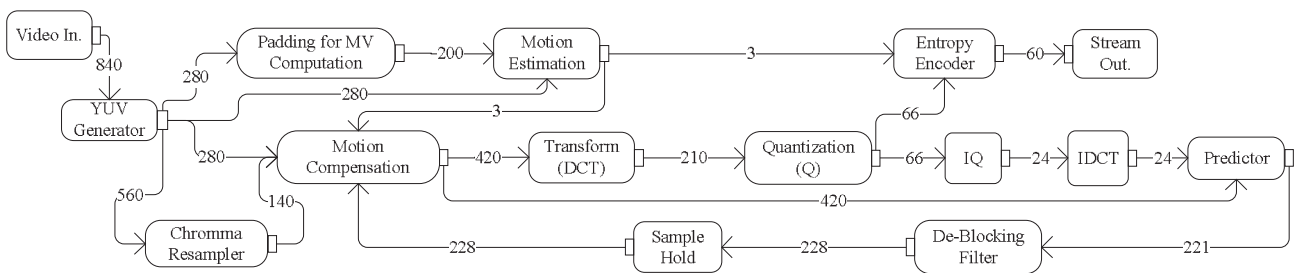 Video In.
840
YUV
Generator
280
Padding for MV
Computation
200
Motion
Estimation
3
Entropy
Encoder
60
Stream
Out.
280
3
66
280
Motion
Compensation
420
Transform
(DCT)
210
Quantization
(Q)
66
IQ
24
IDCT
24
Predictor
560
140
420
Chromma
Resampler
228
Sample
Hold
228
De-Blocking
Filter
221